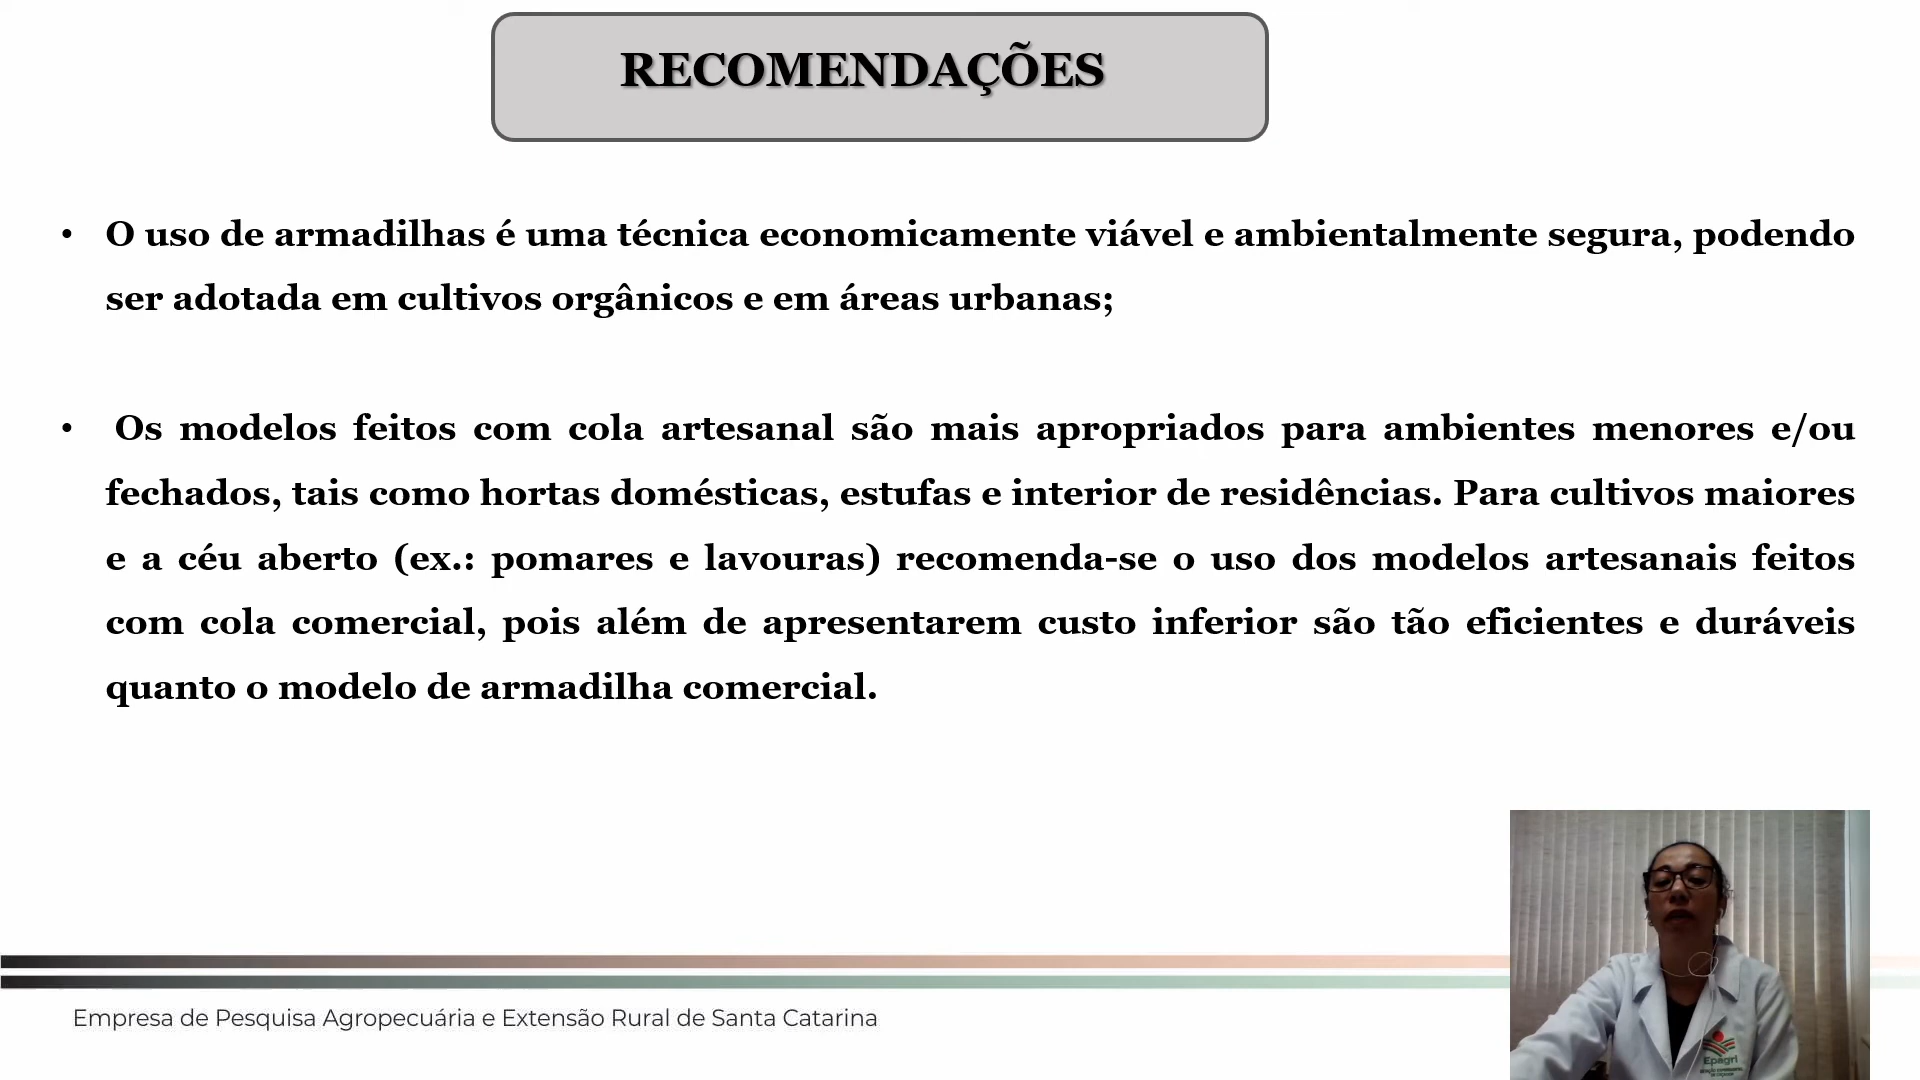 RECOMENDAÇÕES
• O uso de armadilhas é uma técnica economicamente viável e ambientalmente segura, podendo
ser adotada em cultivos orgânicos e em áreas urbanas;
• Os modelos feitos com cola artesanal são mais apropriados para ambientes menores e/ou
fechados, tais como hortas domésticas, estufas e interior de residências. Para cultivos maiores
e a céu aberto (ex.: pomares e lavouras) recomenda-se o uso dos modelos artesanais feitos
com cola comercial, pois além de apresentarem custo inferior são tão eficientes e duráveis
quanto o modelo de armadilha comercial.
Empresa de Pesquisa Agropecuária e Extensão Rural de Santa Catarina
Epagri